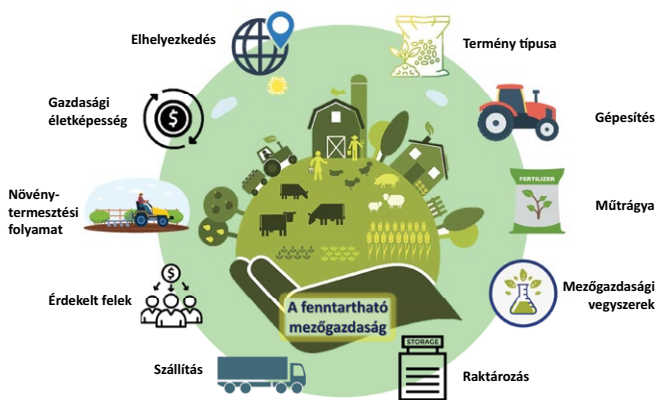 Elhelyezkedés
Termény típusa
Gazdasági
életképesség
Gépesítés
Növény-
termesztési
folyamat
FERTILIZER
Műtrágya
Érdekelt felek
A fenntartható
mezőgazdaság
Mezőgazdasági
vegyszerek
Szállítás
STORAGE
Raktározás